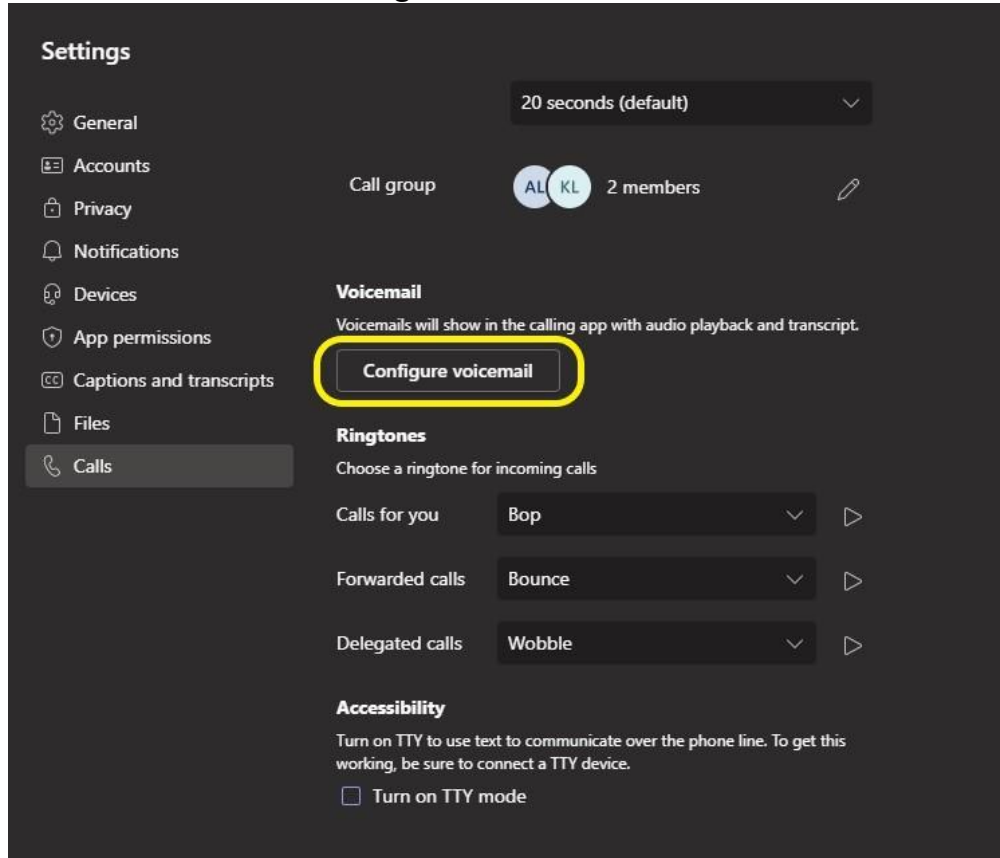 Settings
General
Accounts
Privacy
Notifications
Devices
App permissions
CC Captions and transcripts
Files
Calls
20 seconds (default)
Call group AL KL 2 members
Voicemail
Voicemails will show in the calling app with audio playback and transcript.
Configure voicemail
Ringtones
Choose a ringtone for incoming calls
Calls for you Bop
Forwarded calls Bounce
Delegated calls Wobble
Accessibility
Turn on TTY to use text to communicate over the phone line. To get this
working, be sure to connect a TTY device.
Turn on TTY mode